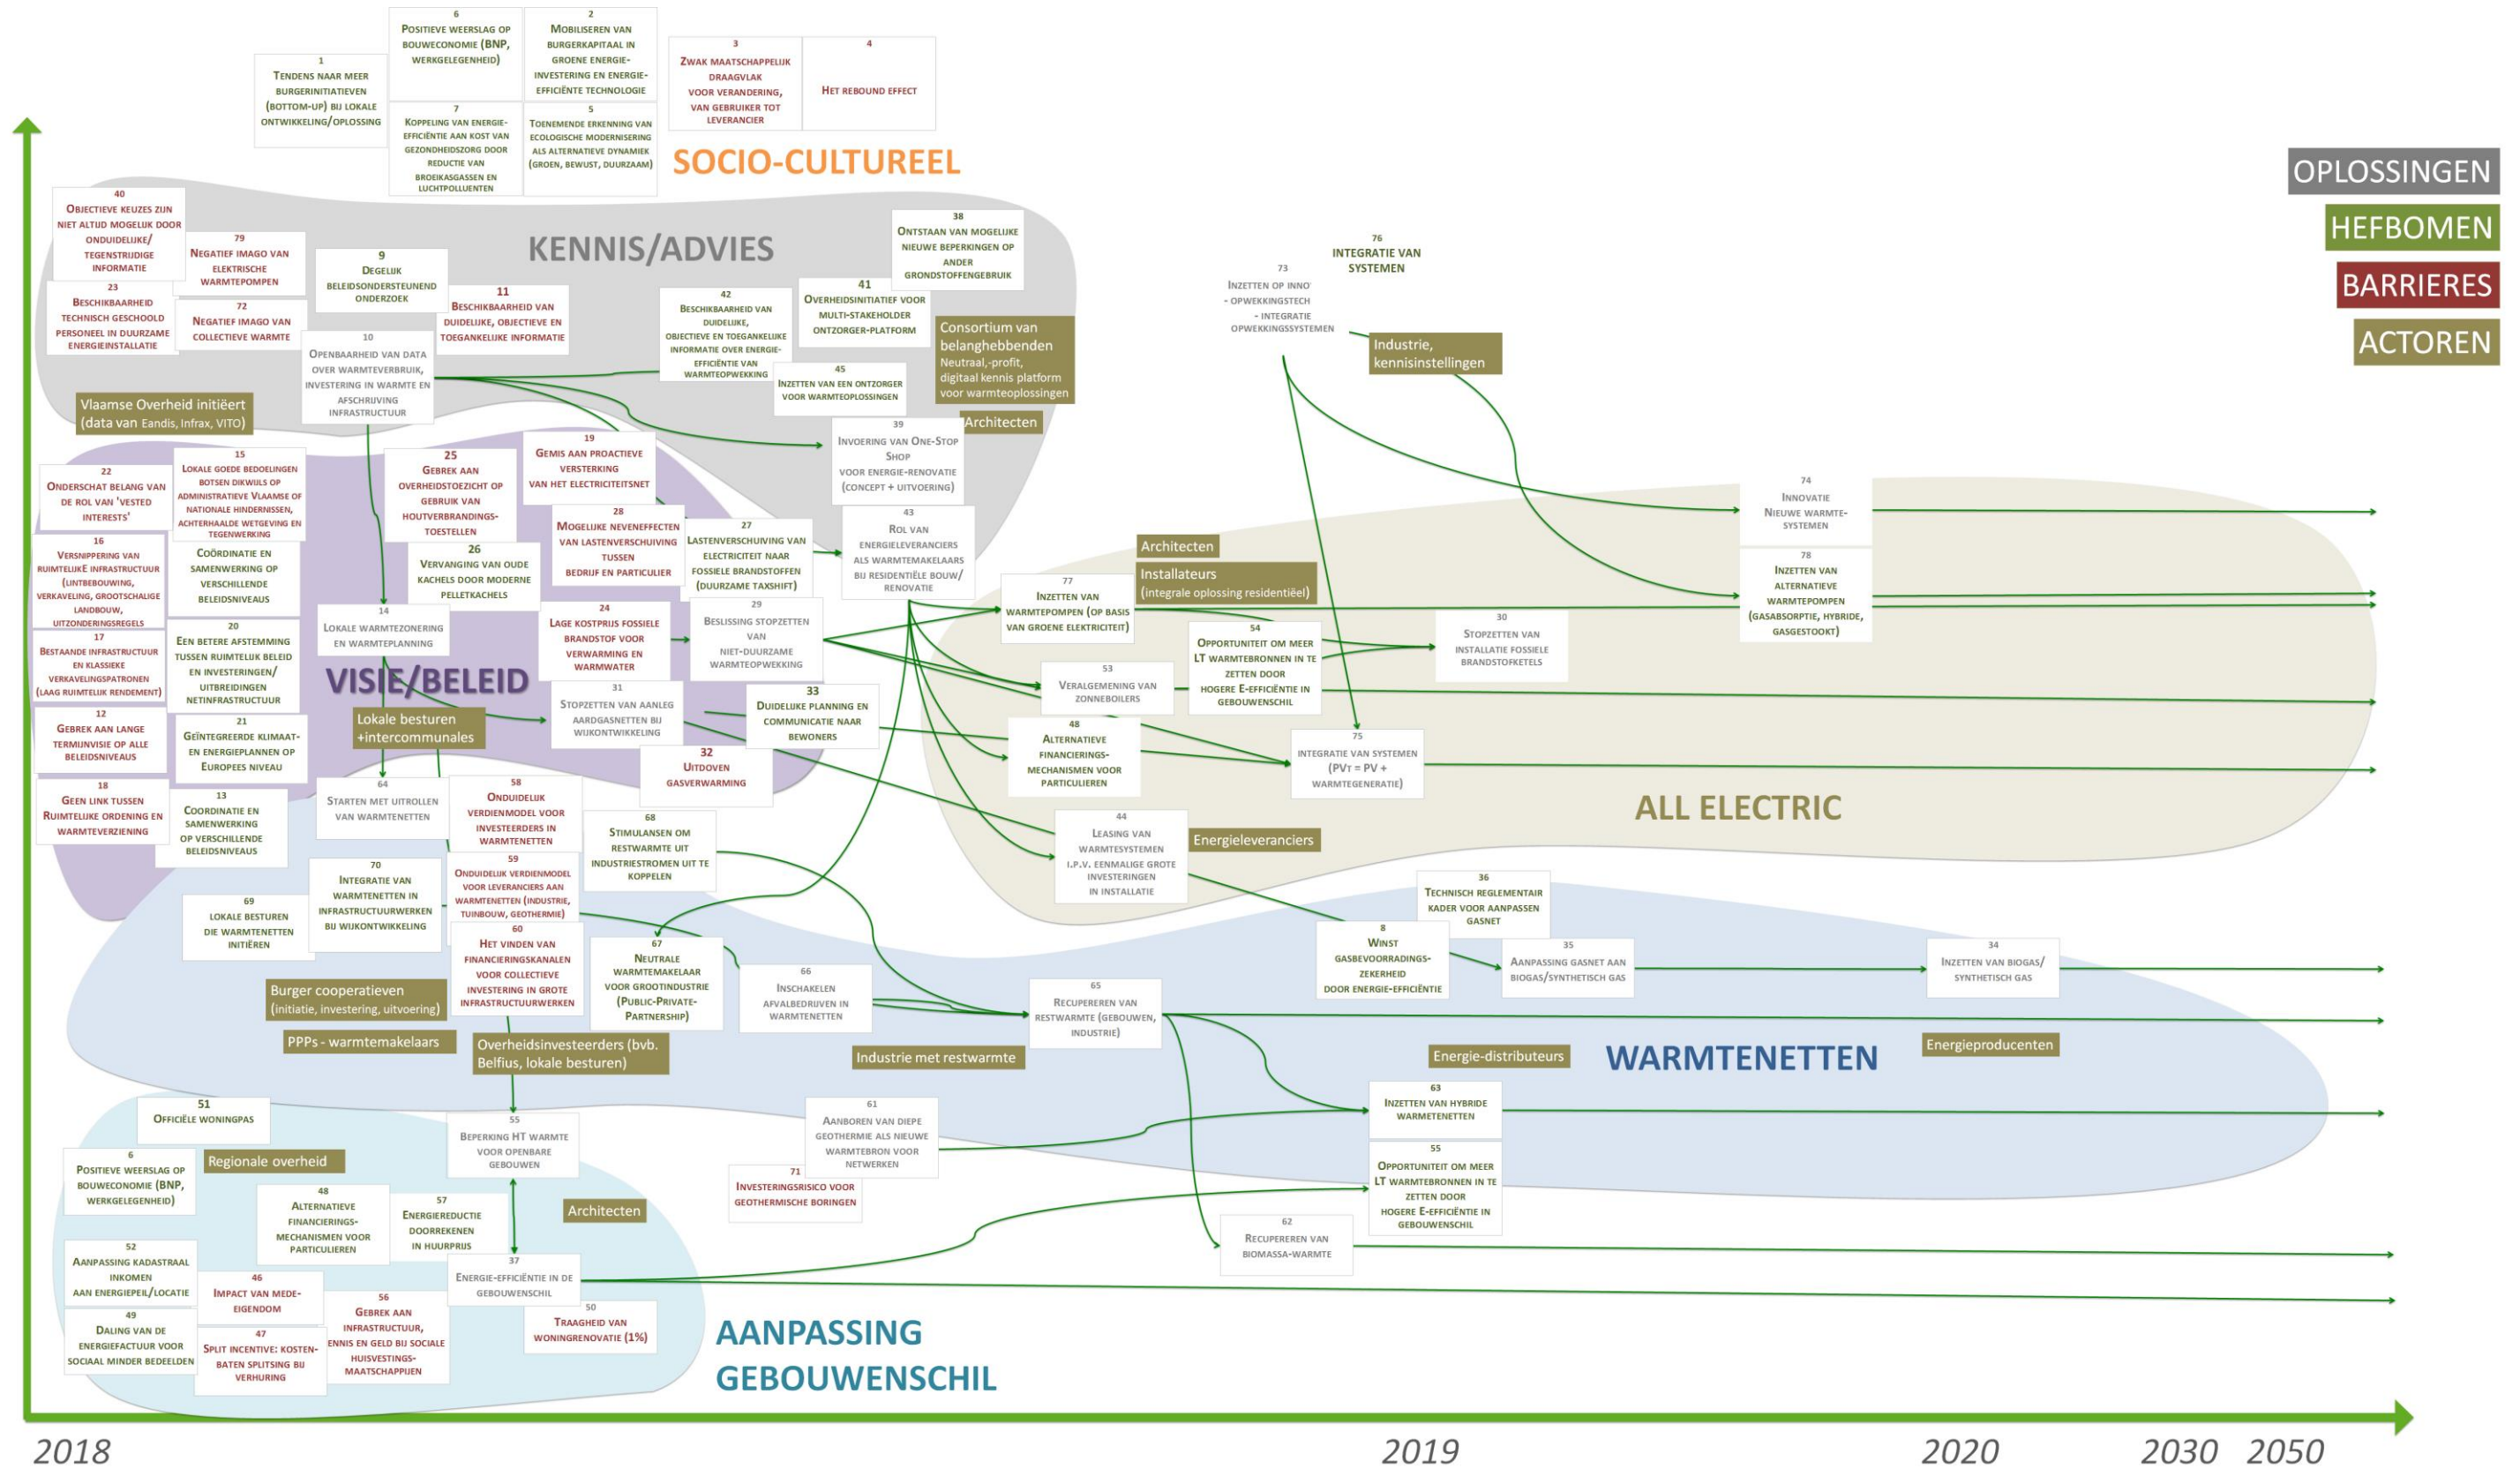 6
POSITIEVE WEERSLAG OP
BOUWECONOMIE (BNP,
WERKGELEGENHEID)
2
MOBILISEREN VAN
BURGERKAPITAAL IN
GROENE ENERGIE-
INVESTERING EN ENERGIE-
EFFICIËNTE TECHNOLOGIE
3
ZWAK MAATSCHAPPELIJK
DRAAGVLAK
VOOR VERANDERING,
VAN GEBRUIKER TOT
LEVERANCIER
4
HET REBOUND EFFECT
1
TENDENS NAAR MEER
BURGERINITIATIEVEN
(BOTTOM-UP) BIJ LOKALE
ONTWIKKELING/OPLOSSING
7
KOPPELING VAN ENERGIE-
EFFICIËNTIE AAN KOST VAN
GEZONDHEIDSZORG DOOR
REDUCTIE VAN
BROEIKASGASSEN EN
LUCHTPOLLUENTEN
5
TOENEMENDE ERKENNING VAN
ECOLOGISCHE MODERNISERING
ALS ALTERNATIEVE DYNAMIEK
(GROEN, BEWUST, DUURZAAM)
SOCIO-CULTUREEL
OPLOSSINGEN
HEFBOMEN
BARRIERES
ACTOREN
40
OBJECTIEVE KEUZES ZIJN
NIET ALTIJD MOGELIJK DOOR
ONDUIDELIJKE/
TEGENSTRIJDIGE
INFORMATIE
79
NEGATIEF IMAGO VAN
ELEKTRISCHE
WARMTEPOMPEN
9
DEGELIJK
BELEIDSONDERSTEUNEND
ONDERZOEK
KENNIS/ADVIES
38
ONTSTAAN VAN MOGELIJKE
NIEUWE BEPERKINGEN OP
ANDER
GRONDSTOFFENGEBRUIK
23
BESCHIKBAARHEID
TECHNISCH GESCHOOLD
PERSONEEL IN DUURZAME
ENERGIEINSTALLATIE
72
NEGATIEF IMAGO VAN
COLLECTIEVE WARMTE
11
BESCHIKBAARHEID VAN
DUIDELIJKE, OBJECTIEVE EN
TOEGANKELIJKE INFORMATIE
42
BESCHIKBAARHEID VAN
DUIDELIJKE,
OBJECTIEVE EN TOEGANKELIJKE
INFORMATIE OVER ENERGIE-
EFFICIËNTIE VAN
WARMTEOPWEKKING
41
OVERHEIDSINITIATIEF VOOR
MULTI-STAKEHOLDER
ONTZORGER-PLATFORM
Consortium van
belanghebbenden
Neutraal,-profit,
digitaal kennis platform
voor warmteoplossingen
10
OPENBAARHEID VAN DATA
OVER WARMTEVERBRUIK,
INVESTERING IN WARMTE EN
AFSCHRIJVING
INFRASTRUCTUUR
45
INZETTEN VAN EEN ONTZORGER
VOOR WARMTEOPLOSSINGEN
Vlaamse Overheid initiëert
(data van Eandis, Infrax, VITO)
Architecten
39
INVOERING VAN ONE-STOP
SHOP
VOOR ENERGIE-RENOVATIE
(CONCEPT + UITVOERING)
73
INZETTEN OP INNO
- OPWEKKINGSTECH
- INTEGRATIE
OPWEKKINGSSYSTEMEN
76
INTEGRATIE VAN
SYSTEMEN
Industrie,
kennisinstellingen
22
ONDERSCHAT BELANG VAN
DE ROL VAN 'VESTED
INTERESTS'
15
LOKALE GOEDE BEDOELINGEN
BOTSEN DIKWIJLS OP
ADMINISTRATIEVE VLAAMSE OF
NATIONALE HINDERNISSEN,
ACHTERHAALDE WETGEVING EN
TEGENWERKING
25
GEBREK AAN
OVERHEIDSTOEZICHT OP
GEBRUIK VAN
HOUTVERBRANDINGS-
TOESTELLEN
19
GEMIS AAN PROACTIEVE
VERSTERKING
VAN HET ELECTRICITEITSNET
28
MOGELIJKE NEVENEFFECTEN
VAN LASTENVERSCHUIVING
TUSSEN
BEDRIJF EN PARTICULIER
27
LASTENVERSCHUIVING VAN
ELECTRICITEIT NAAR
FOSSIELE BRANDSTOFFEN
(DUURZAME TAXSHIFT)
43
ROL VAN
ENERGIELEVERANCIERS
ALS WARMTEMAKELAARS
BIJ RESIDENTIËLE BOUW/
RENOVATIE
16
VERSNIPPERING VAN
RUIMTELIJKE INFRASTRUCTUUR
(LINTBEBOUWING,
VERKAVELING, GROOTSCHALIGE
LANDBOUW,
UITZONDERINGSREGELS
COÖRDINATIE EN
SAMENWERKING OP
VERSCHILLENDE
BELEIDSNIVEAUS
26
VERVANGING VAN OUDE
KACHELS DOOR MODERNE
PELLETKACHELS
14
LOKALE WARMTEZONERING
EN WARMTEPLANNING
24
LAGE KOSTPRIJS FOSSIELE
BRANDSTOF VOOR
VERWARMING EN
WARMWATER
29
BESLISSING STOPZETTEN
VAN
NIET-DUURZAME
WARMTEOPWEKKING
17
BESTAANDE INFRASTRUCTUUR
EN KLASSIEKE
VERKAVELINGSPATRONEN
(LAAG RUIMTELIJK RENDEMENT)
20
EEN BETERE AFSTEMMING
TUSSEN RUIMTELIJK BELEID
EN INVESTERINGEN/
UITBREIDINGEN
NETINFRASTRUCTUUR
VISIE/BELEID
31
STOPZETTEN VAN AANLEG
AARDGASNETTEN BIJ
WIJKONTWIKKELING
33
DUIDELIJKE PLANNING EN
COMMUNICATIE NAAR
BEWONERS
12
GEBREK AAN LANGE
TERMIJNVISIE OP ALLE
BELEIDSNIVEAUS
21
GEÏNTEGREERDE KLIMAAT-
EN ENERGIEPLANNEN OP
EUROPEES NIVEAU
Lokale besturen
+intercommunales
32
UITDOVEN
GASVERWARMING
18
GEEN LINK TUSSEN
RUIMTELIJKE ORDENING EN
WARMTEVERZIENING
13
COORDINATIE EN
SAMENWERKING
OP VERSCHILLENDE
BELEIDSNIVEAUS
Architecten
Installateurs
(integrale oplossing residentiëel)
77
INZETTEN VAN
WARMTEPOMPEN (OP BASIS
VAN GROENE ELEKTRICITEIT)
54
OPPORTUNITEIT OM MEER
LT WARMTEBRONNEN IN TE
ZETTEN DOOR
HOGERE E-EFFICIËNTIE IN
GEBOUWENSCHIL
30
STOPZETTEN VAN
INSTALLATIE FOSSIELE
BRANDSTOFKETELS
74
INNOVATIE
NIEUWE WARMTE-
SYSTEMEN
78
INZETTEN VAN
ALTERNATIEVE
WARMTEPOMPEN
(GASABSORPTIE, HYBRIDE,
GASGESTOOKT)
53
VERALGEMENING VAN
ZONNEBOILERS
48
ALTERNATIEVE
FINANCIERINGS-
MECHANISMEN VOOR
PARTICULIEREN
75
INTEGRATIE VAN SYSTEMEN
(PVT = PV +
WARMTEGENERATIE)
ALL ELECTRIC
44
LEASING VAN
WARMTESYSTEMEN
I.P.V. EENMALIGE GROTE
INVESTERINGEN
IN INSTALLATIE
Energieleveranciers
64
STARTEN MET UITROLLEN
VAN WARMTENETTEN
58
ONDUIDELIJK
VERDIENMODEL VOOR
INVESTEERDERS IN
WARMTENETTEN
68
STIMULANSEN OM
RESTWARMTE UIT
INDUSTRIESTROMEN UIT TE
KOPPELEN
70
INTEGRATIE VAN
WARMTENETTEN IN
INFRASTRUCTUURWERKEN
BIJ WIJKONTWIKKELING
59
ONDUIDELIJK VERDIENMODEL
VOOR LEVERANCIERS AAN
WARMTENETTEN (INDUSTRIE,
TUINBOUW, GEOTHERMIE)
69
LOKALE BESTUREN
DIE WARMTENETTEN
INITIËREN
60
HET VINDEN VAN
FINANCIERINGSKANALEN
VOOR COLLECTIEVE
INVESTERING IN GROTE
INFRASTRUCTUURWERKEN
67
NEUTRALE
WARMTEMAKELAAR
VOOR GROOTINDUSTRIE
(PUBLIC-PRIVATE-
PARTNERSHIP)
66
INSCHAKELEN
AFVALBEDRIJVEN IN
WARMTENETTEN
65
RECUPEREREN VAN
RESTWARMTE (GEBOUWEN,
INDUSTRIE)
36
TECHNISCH REGLEMENTAIR
KADER VOOR AANPASSEN
GASNET
8
WINST
GASBEVOORRADINGS-
ZEKERHEID
DOOR ENERGIE-EFFICIËNTIE
35
AANPASSING GASNET AAN
BIOGAS/SYNTHETISCH GAS
34
INZETTEN VAN BIOGAS/
SYNTHETISCH GAS
Burger cooperatieven
(initiatie, investering, uitvoering)
PPPs - warmtemakelaars
Overheidsinvesteerders (bvb.
Belfius, lokale besturen)
Industrie met restwarmte
Energie-distributeurs
WARMTENETTEN
Energieproducenten
63
INZETTEN VAN HYBRIDE
WARMETENETTEN
61
AANBOREN VAN DIEPE
GEOTHERMIE ALS NIEUWE
WARMTEBRON VOOR
NETWERKEN
71
INVESTERINGSRISICO VOOR
GEOTHERMISCHE BORINGEN
55
OPPORTUNITEIT OM MEER
LT WARMTEBRONNEN IN TE
ZETTEN DOOR
HOGERE E-EFFICIËNTIE IN
GEBOUWENSCHIL
62
RECUPEREREN VAN
BIOMASSA-WARMTE
51
OFFICIËLE WONINGPAS
55
BEPERKING HT WARMTE
VOOR OPENBARE
GEBOUWEN
6
POSITIEVE WEERSLAG OP
BOUWECONOMIE (BNP,
WERKGELEGENHEID)
Regionale overheid
48
ALTERNATIEVE
FINANCIERINGS-
MECHANISMEN VOOR
PARTICULIEREN
57
ENERGIEREDUCTIE
DOORREKENEN
IN HUURPRIJS
Architecten
52
AANPASSING KADASTRAAL
INKOMEN
AAN ENERGIEPEIL/LOCATIE
46
IMPACT VAN MEDE-
EIGENDOM
37
ENERGIE-EFFICIËNTIE IN DE
GEBOUWENSCHIL
56
GEBREK AAN
INFRASTRUCTUUR,
ENNIS EN GELD BIJ SOCIALE
HUISVESTINGS-
MAATSCHAPPIJEN
50
TRAAGHEID VAN
WONINGRENOVATIE (1%)
49
DALING VAN DE
ENERGIEFACTUUR VOOR
SOCIAAL MINDER BEDEELDEN
47
SPLIT INCENTIVE: KOSTEN-
BATEN SPLITSING BIJ
VERHURING
AANPASSING
GEBOUWENSCHIL
2018
2019
2020
2030
2050